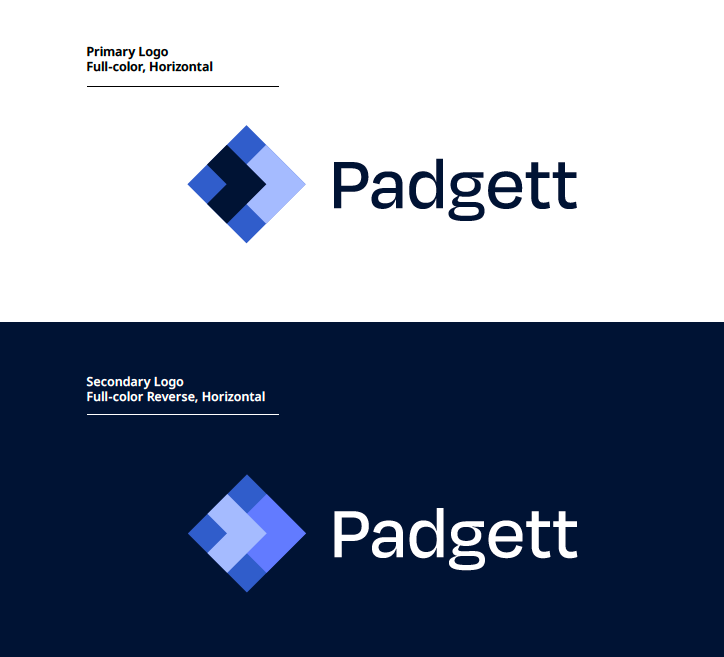 Primary Logo
Full-color, Horizontal
Padgett
Secondary Logo
Full-color Reverse, Horizontal
Padgett